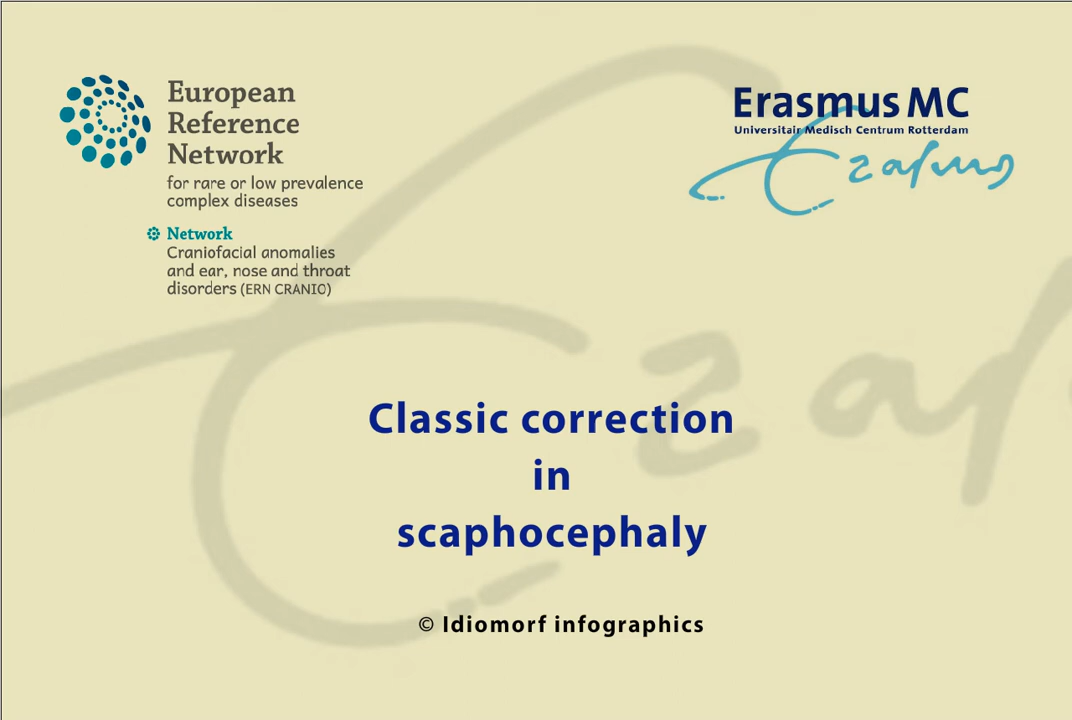 European
Reference
Network
for rare or low prevalence
complex diseases
Network
Craniofacial anomalies
and ear, nose and throat
disorders (ERN CRANIO)
Erasmus MC
Universitair Medisch Centrum Rotterdam
Erasmus
Classic correction
in
scaphocephaly
© Idiomorf infographics